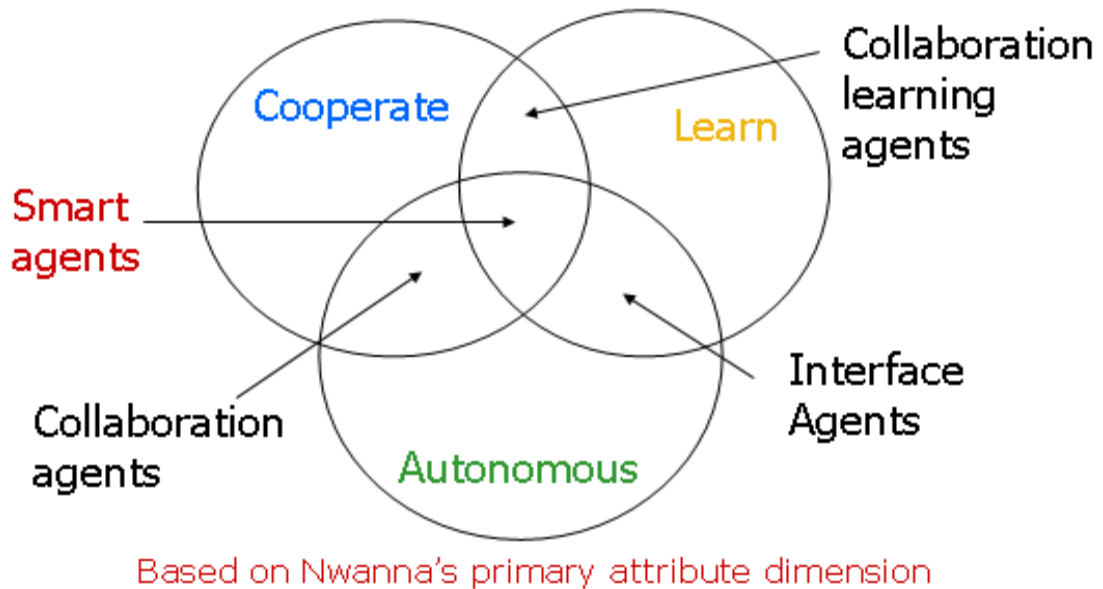 Cooperate
Learn
Collaboration
learning
agents
Smart
agents
Collaboration
agents
Interface
Agents
Autonomous
Based on Nwanna's primary attribute dimension